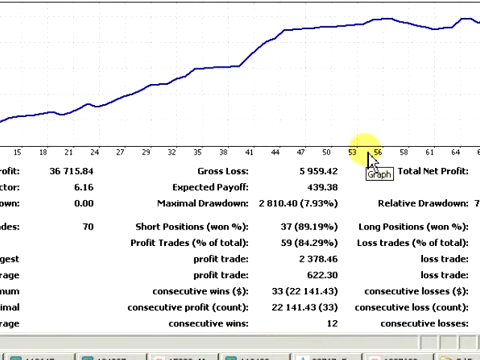 15 18 21 24 27 29 32 35 38 41 44 47 50 53 56 58 61 64 6
Graph
rofit: 36 715.84 Gross Loss: 5 959.42 Total Net Profit:
ctor: 6.16 Expected Payoff: 439.38
down: 0.00 Maximal Drawdown: 2 810.40 (7.93%) Relative Drawdown: 7
ades: 70 Short Positions (won %): 37 (89.19%) Long Positions (won %):
Profit Trades (% of total): 59 (84.29%) Loss trades (% of total):
gest profit trade: 2 378.46 loss trade:
rage profit trade: 622.30 loss trade:
mum consecutive wins ($): 33 (22 141.43) consecutive losses ($):
imal consecutive profit (count): 22 141.43 (33) consecutive loss (count):
rage consecutive wins: 12 consecutive losses: